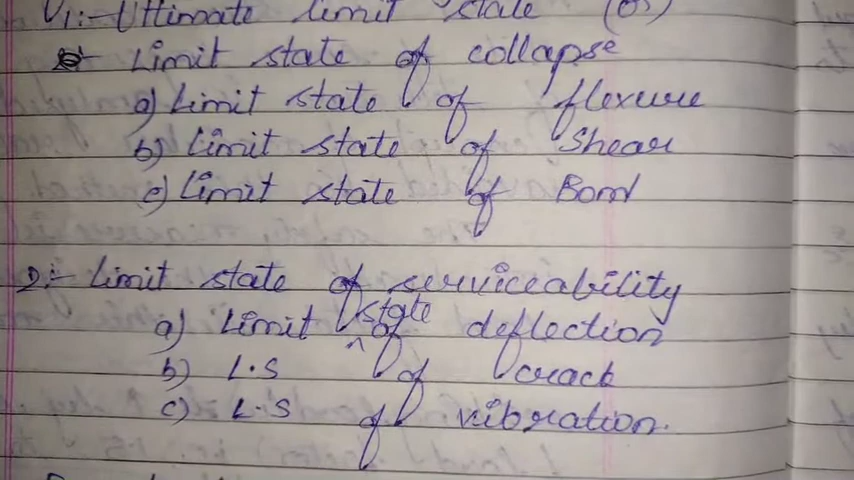 1:- Ultimate limit state (or)
Limit state of collapse
a) Limit state of flexure
b) Limit state of Shear
c) Limit state of Bond
2:- Limit state of serviceability
a) Limit state of deflection
b) L.S of crack
c) L.S of vibration.